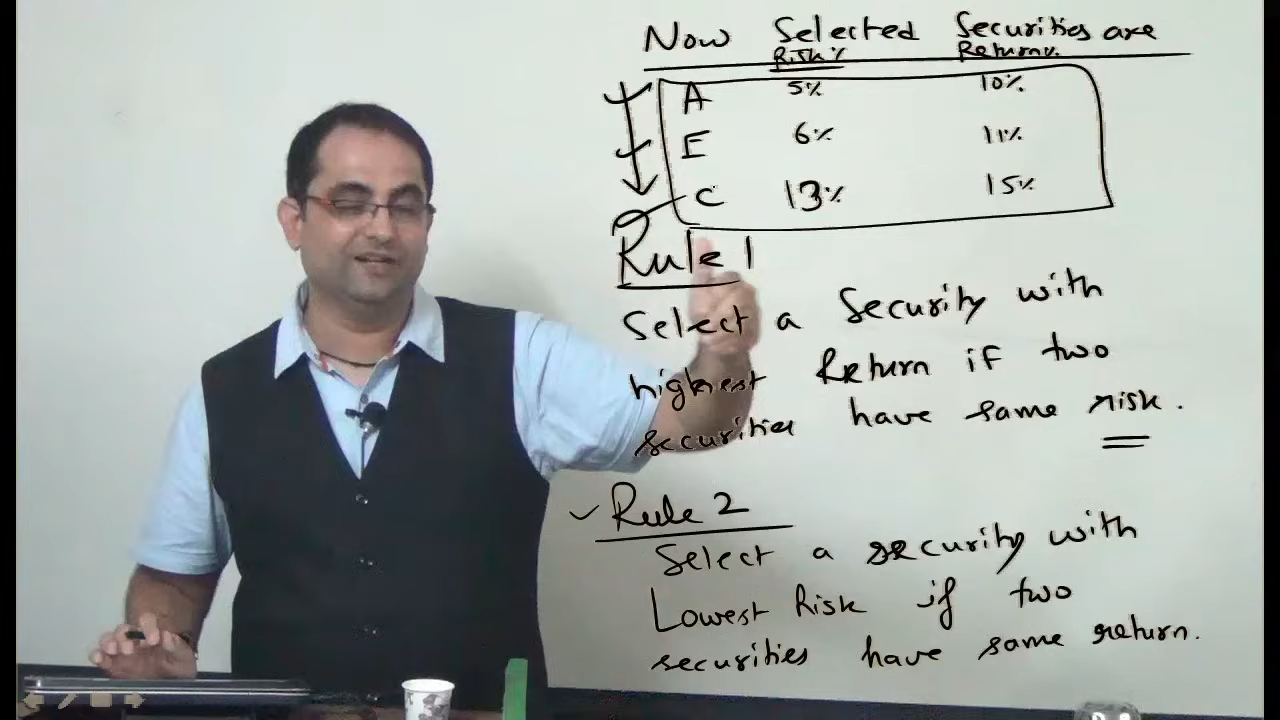 Now Selected Securities are
Risk % Return %
A 5% 10%
E 6% 11%
C 13% 15%
Rule 1
Select a Security with
highest Return if two
securities have same risk.
Rule 2
Select a security with
Lowest Risk if two
securities have same return.